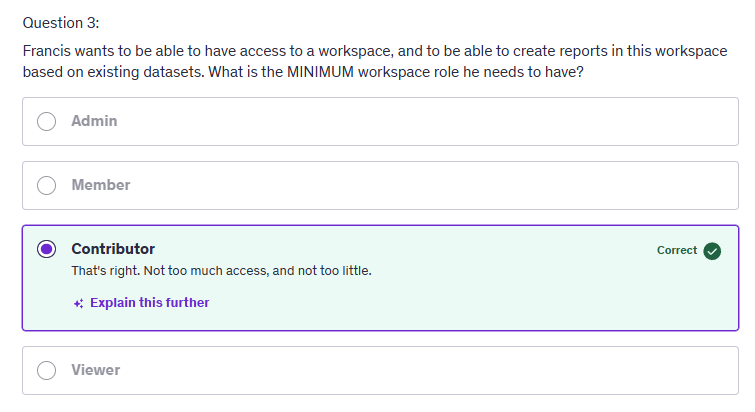 Question 3:
Francis wants to be able to have access to a workspace, and to be able to create reports in this workspace
based on existing datasets. What is the MINIMUM workspace role he needs to have?
Admin
Member
Contributor
Correct
That's right. Not too much access, and not too little.
Explain this further
Viewer